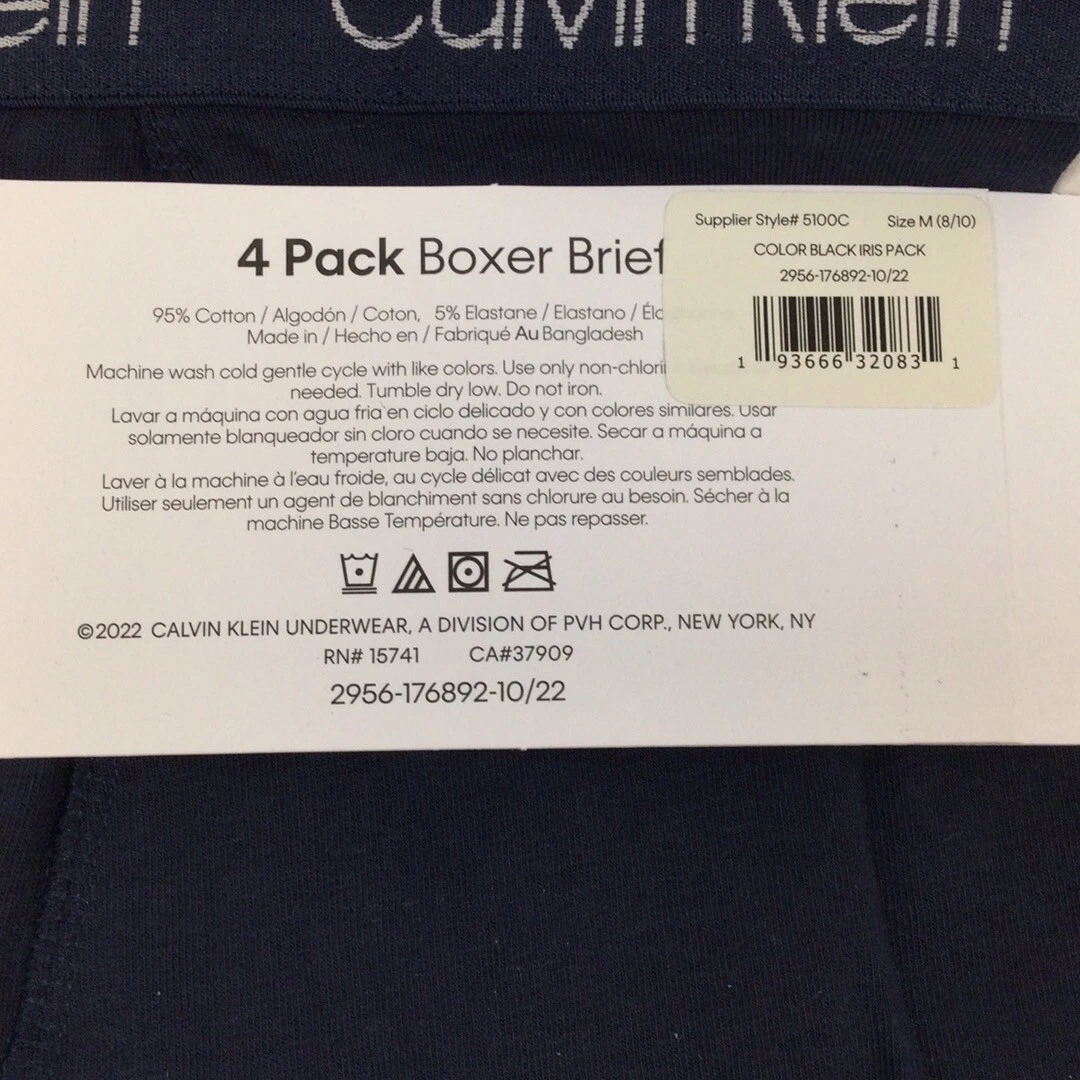 Calvin Klein
Supplier Style# 5100C Size M (8/10)
COLOR BLACK IRIS PACK
2956-176892-10/22
1 93666 32083 1
4 Pack Boxer Brief
95% Cotton / Algodón / Coton, 5% Elastane / Elastano /
Made in / Hecho en / Fabriqué Au Bangladesh
Machine wash cold gentle cycle with like colors. Use only
needed. Tumble dry low. Do not iron.
Lavar a máquina con agua fria en ciclo delicado y con colores similares. Usar
solamente blanqueador sin cloro cuando se necesite. Secar a máquina a
temperature baja. No planchar.
Laver à la machine à l'eau froide, au cycle délicat avec des couleurs semblades.
Utiliser seulement un agent de blanchiment sans chlorure au besoin. Sécher à la
machine Basse Température. Ne pas repasser.
©2022 CALVIN KLEIN UNDERWEAR, A DIVISION OF PVH CORP., NEW YORK, NY
RN# 15741 CA#37909
2956-176892-10/22